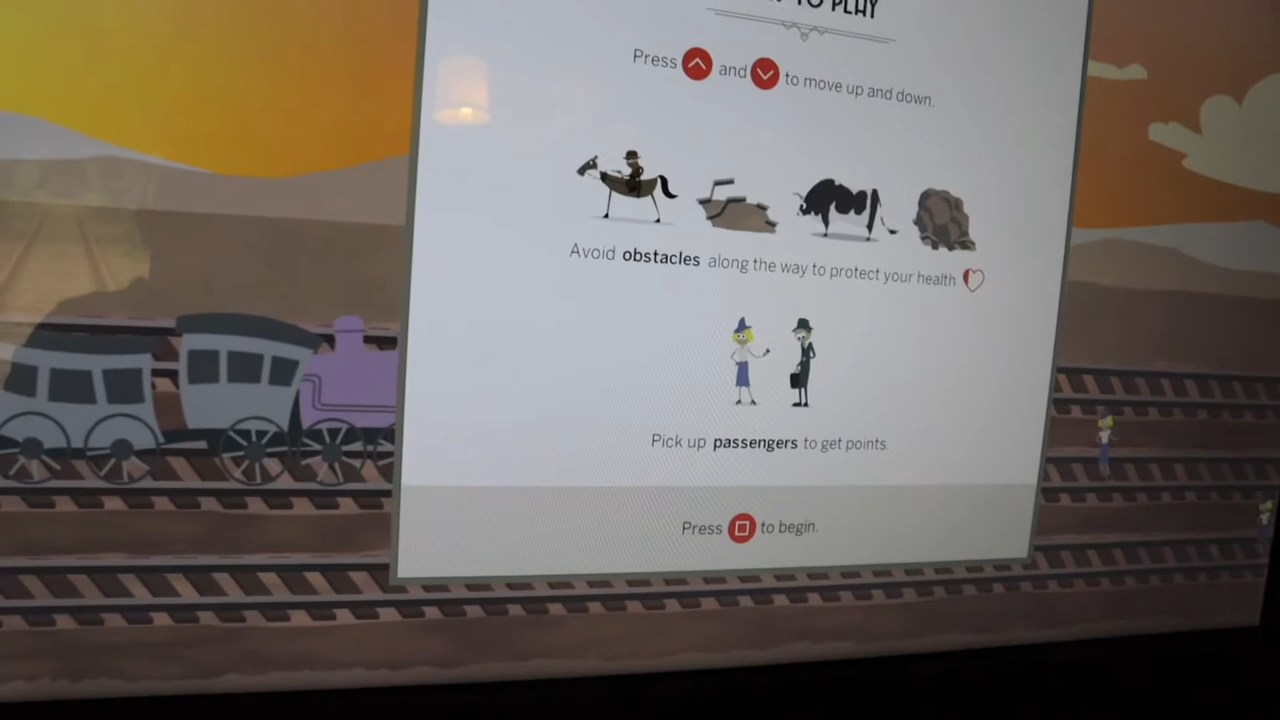 TO PLAY
Press and to move up and down.
Avoid obstacles along the way to protect your health
Pick up passengers to get points.
Press to begin.